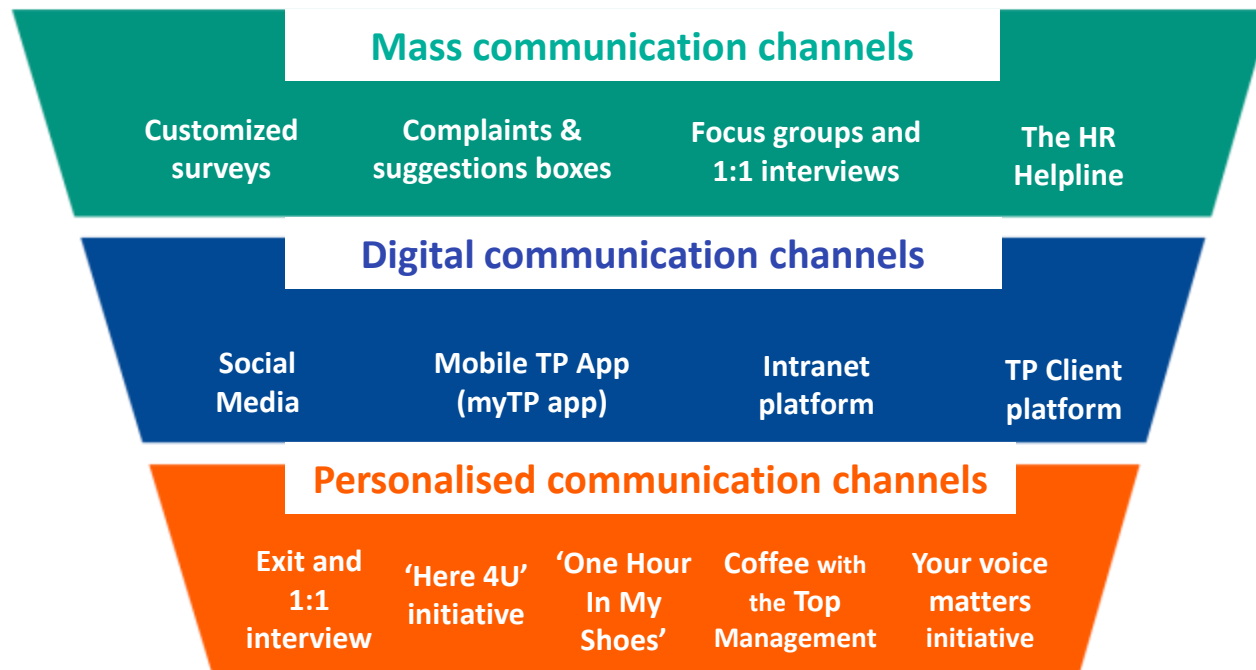 Mass communication channels
Customized
surveys
Complaints &
suggestions boxes
Focus groups and
1:1 interviews
The HR
Helpline
Digital communication channels
Social
Media
Mobile TP App
(myTP app)
Intranet
platform
TP Client
platform
Personalised communication channels
Exit and
1:1
interview
‘Here 4U’
initiative
‘One Hour
In My
Shoes’
Coffee with
the Top
Management
Your voice
matters
initiative